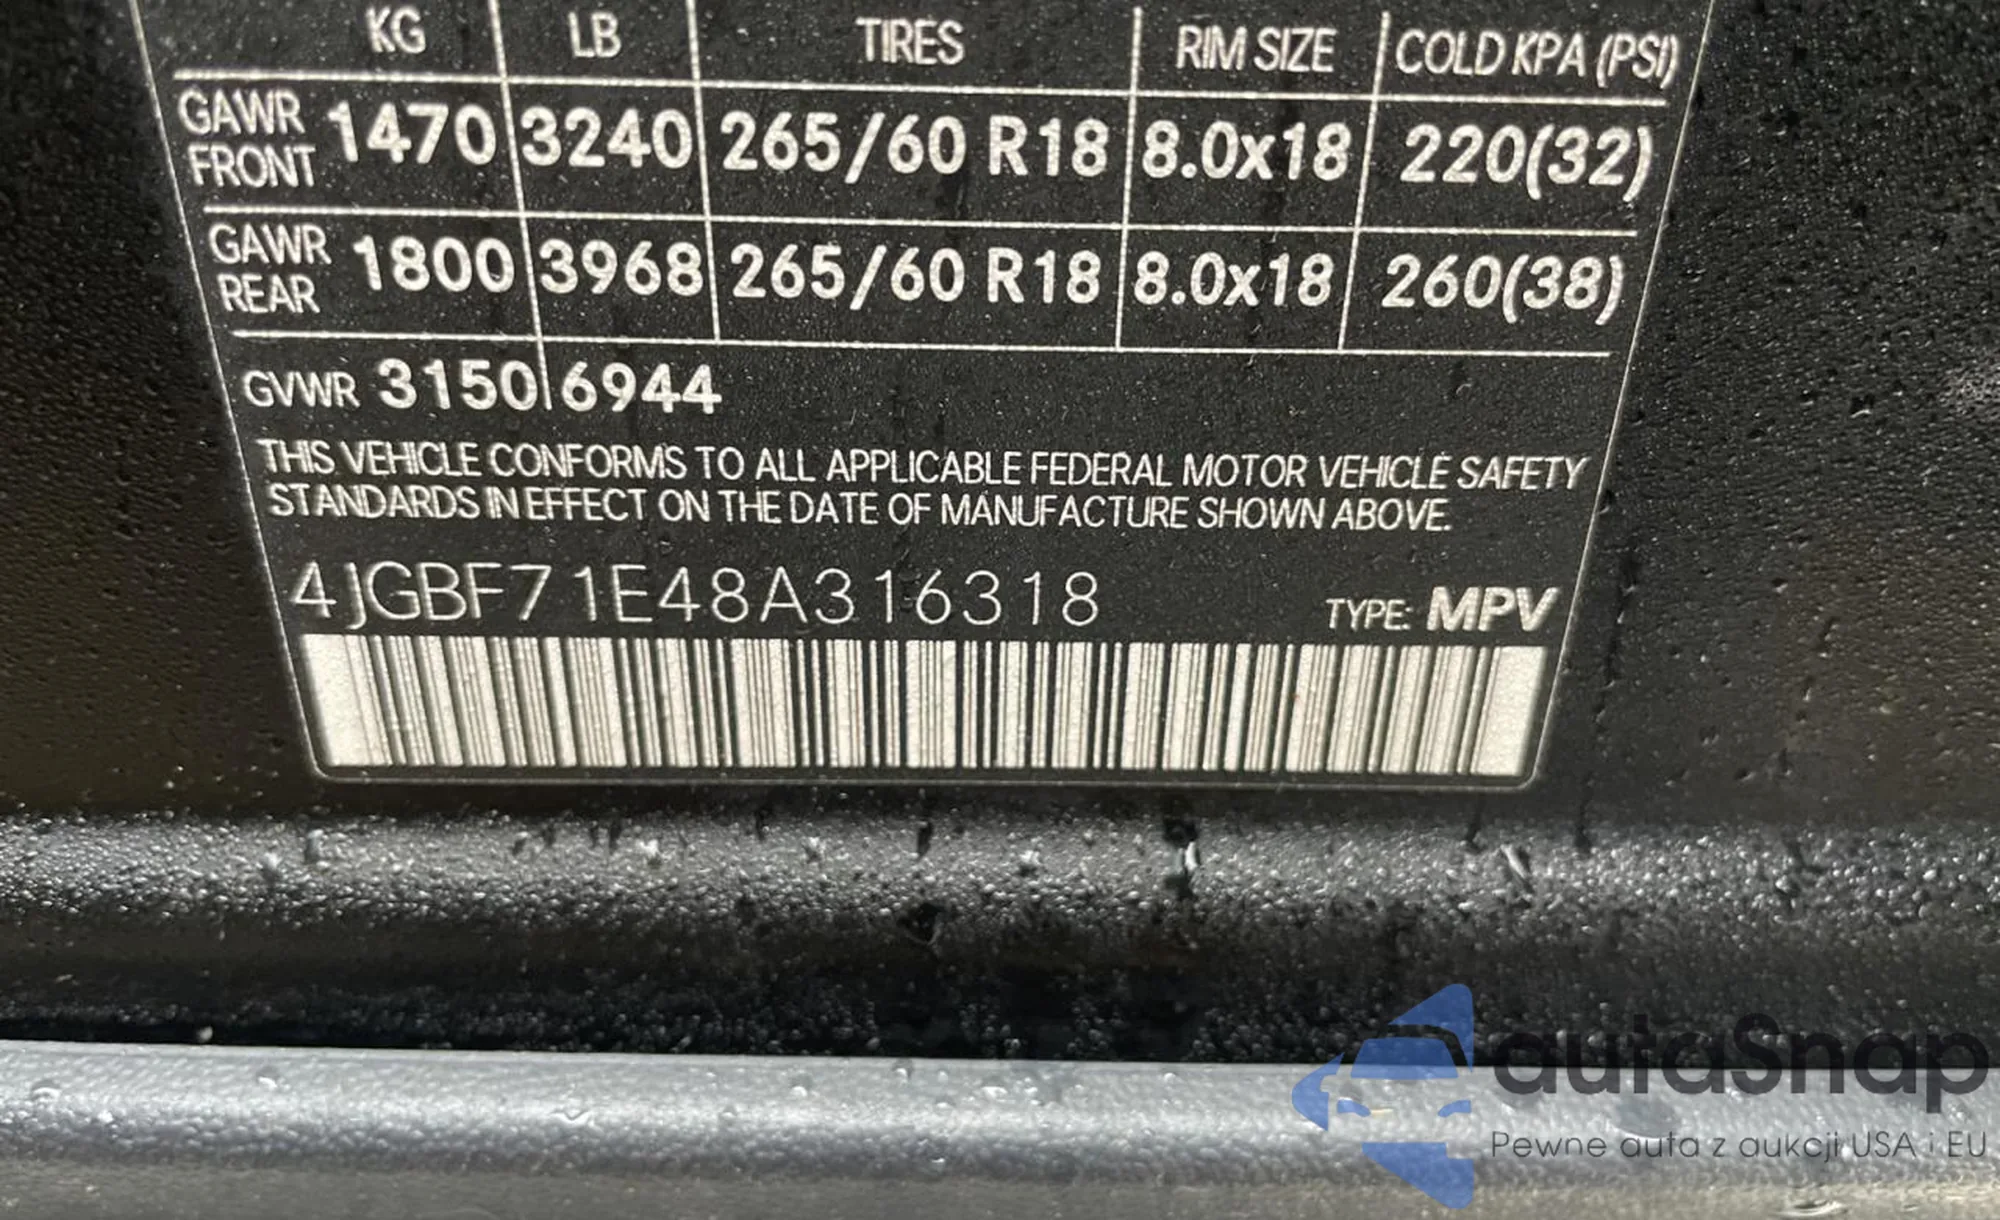 KG LB TIRES RIM SIZE COLD KPA (PSI)
GAWR FRONT 1470 3240 265/60 R18 8.0x18 220(32)
GAWR REAR 1800 3968 265/60 R18 8.0x18 260(38)
GVWR 3150 6944
THIS VEHICLE CONFORMS TO ALL APPLICABLE FEDERAL MOTOR VEHICLE SAFETY
STANDARDS IN EFFECT ON THE DATE OF MANUFACTURE SHOWN ABOVE.
4JGBF71E48A316318 TYPE: MPV
autaSnap
Pewne auta z aukcji USA i EU